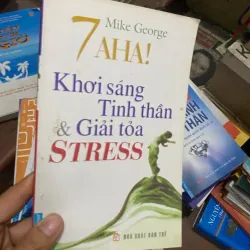 Mike George
7 AHA!
Khơi sáng
Tinh thần
& Giải tỏa
STRESS
NHÀ XUẤT BẢN TRẺ